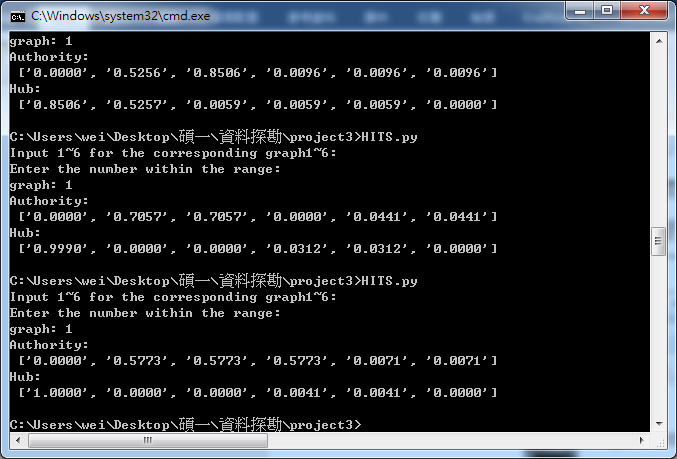 C:\Windows\system32\cmd.exe
graph: 1
Authority:
 ['0.0000', '0.5256', '0.8506', '0.0096', '0.0096', '0.0096']
Hub:
 ['0.8506', '0.5257', '0.0059', '0.0059', '0.0059', '0.0000']
C:\Users\wei\Desktop\碩一\資料探勘\project3>HITS.py
Input 1~6 for the corresponding graph1~6:
Enter the number within the range:
graph: 1
Authority:
 ['0.0000', '0.7057', '0.7057', '0.0000', '0.0441', '0.0441']
Hub:
 ['0.9990', '0.0000', '0.0000', '0.0312', '0.0312', '0.0000']
C:\Users\wei\Desktop\碩一\資料探勘\project3>HITS.py
Input 1~6 for the corresponding graph1~6:
Enter the number within the range:
graph: 1
Authority:
 ['0.0000', '0.5773', '0.5773', '0.5773', '0.0071', '0.0071']
Hub:
 ['1.0000', '0.0000', '0.0000', '0.0041', '0.0041', '0.0000']
C:\Users\wei\Desktop\碩一\資料探勘\project3>